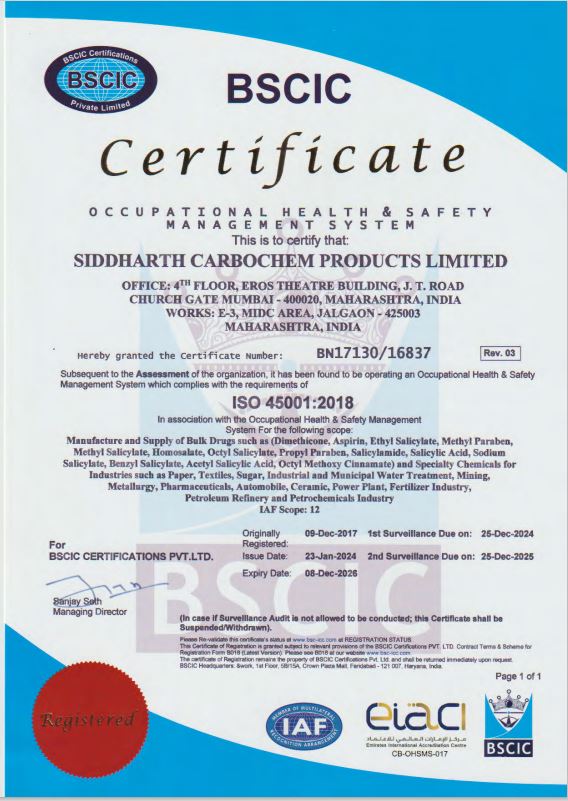 BSCIC Certifications
BSCIC
Private Limited
BSCIC
Certificate
OCCUPATIONAL HEALTH & SAFETY
MANAGEMENT SYSTEM
This is to certify that:
SIDDHARTH CARBOCHEM PRODUCTS LIMITED
OFFICE: 4TH FLOOR, EROS THEATRE BUILDING, J. T. ROAD
CHURCH GATE MUMBAI - 400020, MAHARASHTRA, INDIA
WORKS: E-3, MIDC AREA, JALGAON - 425003
MAHARASHTRA, INDIA
Hereby granted the Certificate Number: BN17130/16837 Rev. 03
Subsequent to the Assessment of the organization, it has been found to be operating an Occupational Health & Safety
Management System which complies with the requirements of
ISO 45001:2018
In association with the Occupational Health & Safety Management
System For the following scope:
Manufacture and Supply of Bulk Drugs such as (Dimethicone, Aspirin, Ethyl Salicylate, Methyl Paraben,
Methyl Salicylate, Homosalate, Octyl Salicylate, Propyl Paraben, Salicylamide, Salicylic Acid, Sodium
Salicylate, Benzyl Salicylate, Acetyl Salicylic Acid, Octyl Methoxy Cinnamate) and Specialty Chemicals for
Industries such as Paper, Textiles, Sugar, Industrial and Municipal Water Treatment, Mining,
Metallurgy, Pharmaceuticals, Automobile, Ceramic, Power Plant, Fertilizer Industry,
Petroleum Refinery and Petrochemicals Industry
IAF Scope: 12
Originally Registered: 09-Dec-2017 1st Surveillance Due on: 25-Dec-2024
Issue Date: 23-Jan-2024 2nd Surveillance Due on: 25-Dec-2025
Expiry Date: 08-Dec-2026
For
BSCIC CERTIFICATIONS PVT.LTD.
Sanjay Seth
Managing Director
(In case if Surveillance Audit is not allowed to be conducted; this Certificate shall be
Suspended/Withdrawn).
Please Re-validate this certificate's status at www.bsc-icc.com at REGISTRATION STATUS
This Certificate of Registration is granted subject to relevant provisions of the BSCIC Certifications PVT. LTD. Contract Terms & Scheme for
Registration Form B018 (Latest Version). Please see B018 at our website www.bsc-icc.com
The certificate of Registration remains the property of BSCIC Certifications Pvt. Ltd. and shall be returned immediately upon request.
BSCIC Headquarters: &work, 1st Floor, 5B/15A, Crown Plaza Mall, Faridabad - 121 007, Haryana, India.
Page 1 of 1
Registered
MEMBER OF MULTILATERAL
IAF
RECOGNITION ARRANGEMENT
eiaci
مركز الإمارات العالمي للاعتماد
Emirates International Accreditation Centre
CB-OHSMS-017
BSCIC
BSCIC